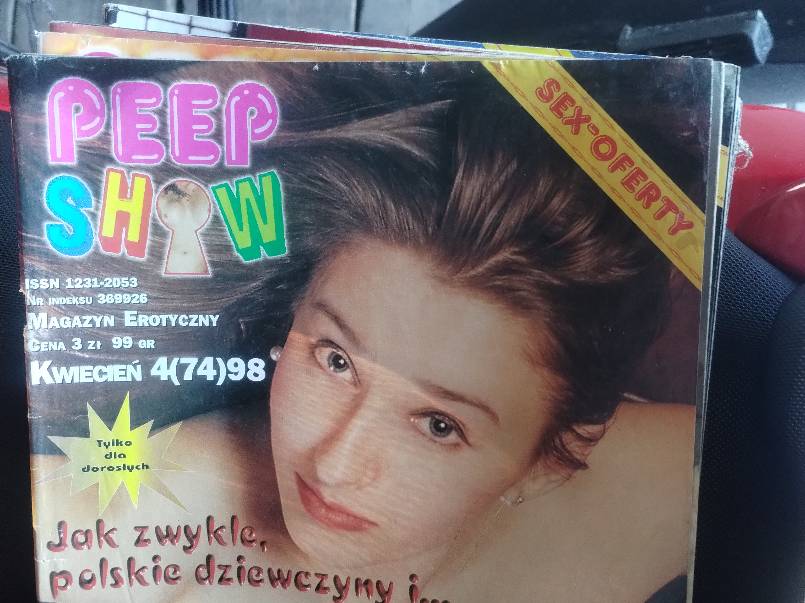 PEEP
SHOW
SEX-OFERTY
ISSN 1231-2053
Nr indeksu 369926
Magazyn Erotyczny
Cena 3 zł 99 gr
Kwiecień 4(74)98
Tylko
dla
dorosłych
Jak zwykle,
polskie dziewczyny i...